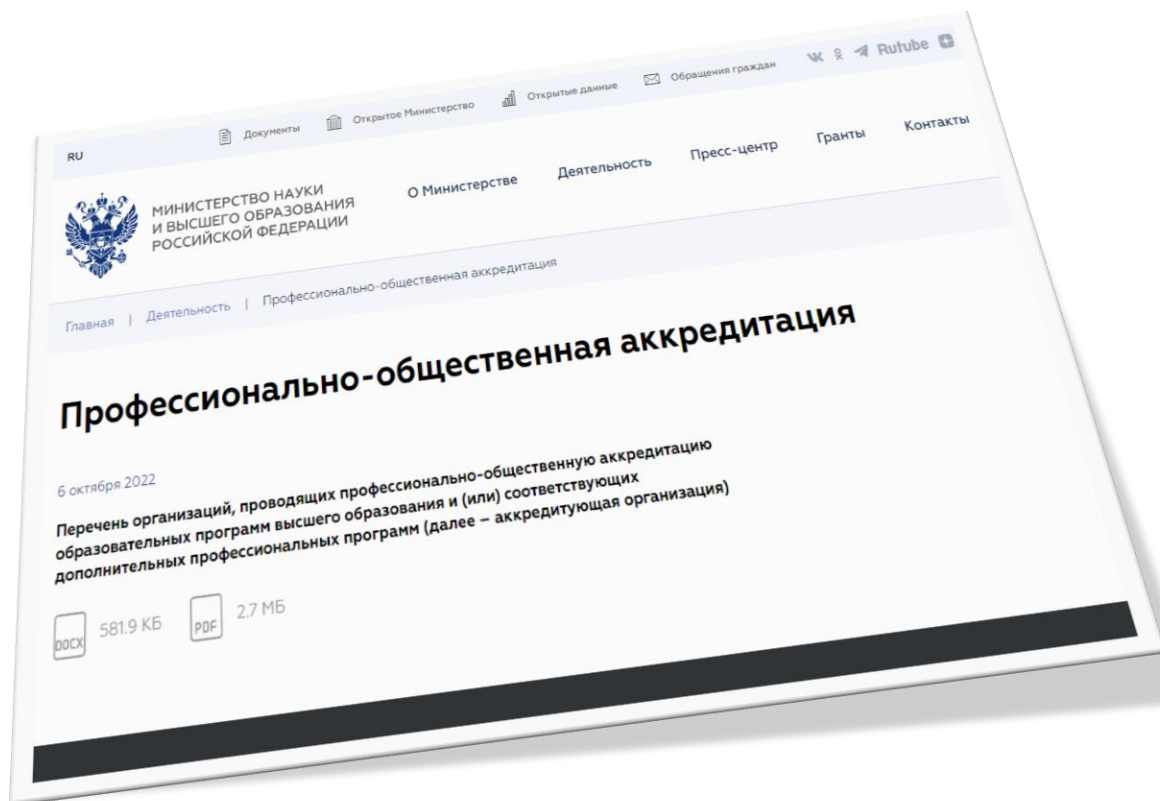 RU
Документы
Открытое Министерство
Открытые данные
Обращения граждан
Rutube
МИНИСТЕРСТВО НАУКИ
И ВЫСШЕГО ОБРАЗОВАНИЯ
РОССИЙСКОЙ ФЕДЕРАЦИИ
О Министерстве
Деятельность
Пресс-центр
Гранты
Контакты
Главная | Деятельность | Профессионально-общественная аккредитация
Профессионально-общественная аккредитация
6 октября 2022
Перечень организаций, проводящих профессионально-общественную аккредитацию
образовательных программ высшего образования и (или) соответствующих
дополнительных профессиональных программ (далее – аккредитующая организация)
DOCX 581.9 КБ
PDF 2.7 МБ